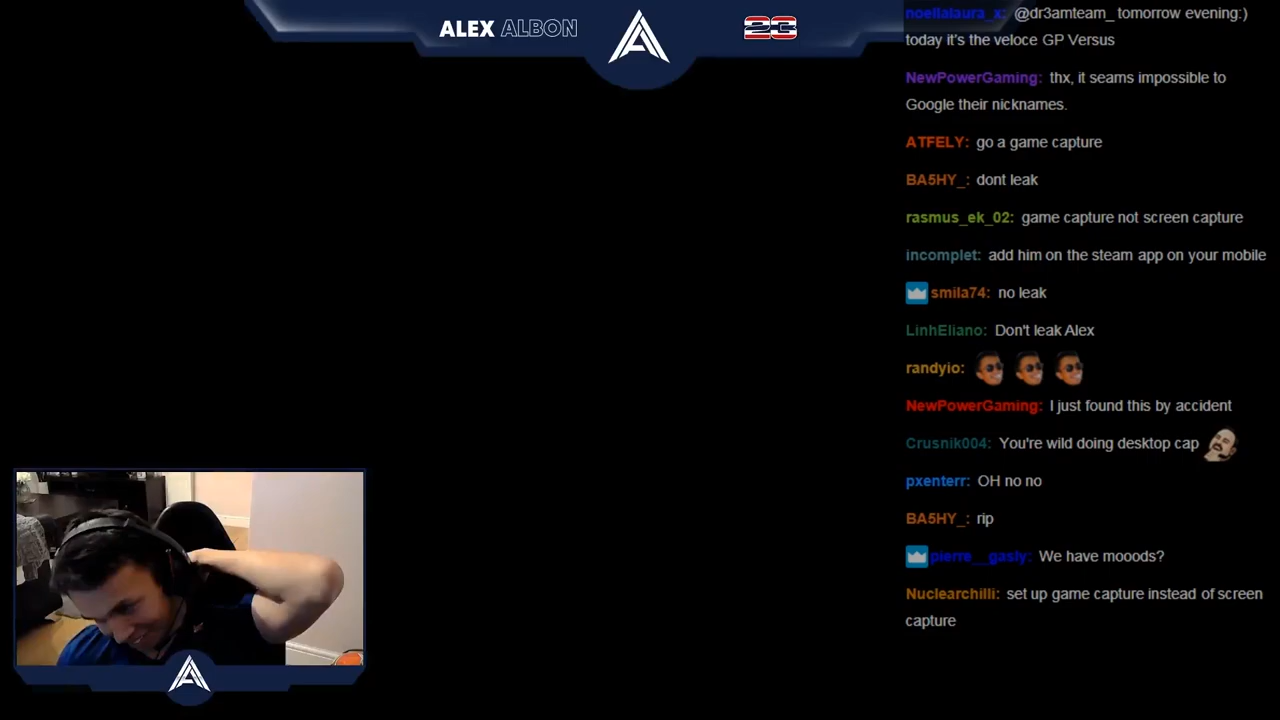 ALEX ALBON
23
noellalaura_x: @dr3amteam_ tomorrow evening:)
today it's the veloce GP Versus
NewPowerGaming: thx, it seams impossible to
Google their nicknames.
ATFELY: go a game capture
BA5HY_: dont leak
rasmus_ek_02: game capture not screen capture
incomplet: add him on the steam app on your mobile
smila74: no leak
LinhEliano: Don't leak Alex
randyio:
NewPowerGaming: I just found this by accident
Crusnik004: You're wild doing desktop cap
pxenterr: OH no no
BA5HY_: rip
pierre__gasly: We have mooods?
Nuclearchilli: set up game capture instead of screen
capture